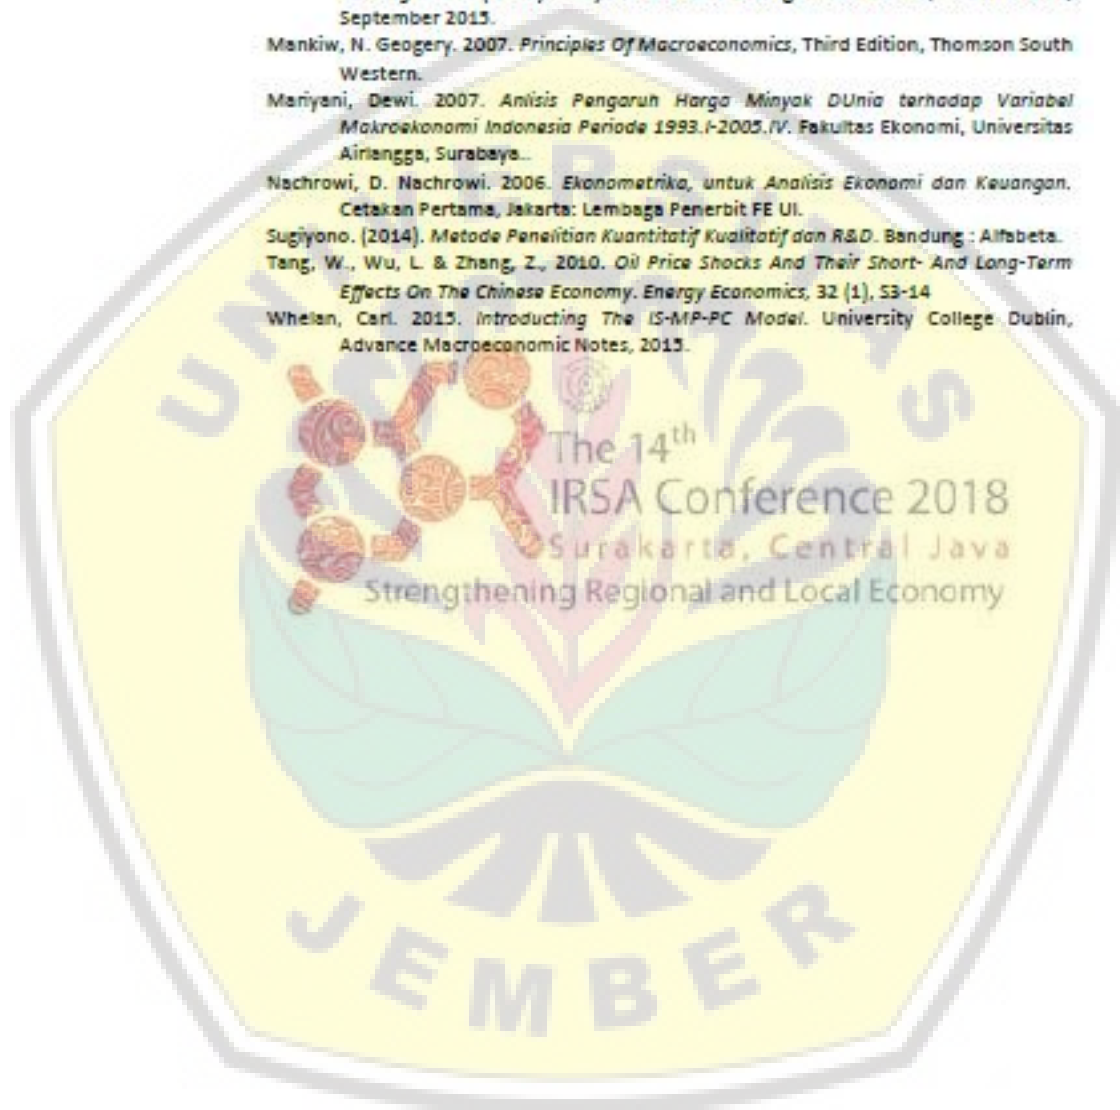 September 2015.
Mankiw, N. Geogery. 2007. Principles Of Macroeconomics, Third Edition, Thomson South
Western.
Mariyani, Dewi. 2007. Anlisis Pengaruh Harga Minyak DUnia terhadap Variabel
Makroekonomi Indonesia Periode 1993.I-2005.IV. Fakultas Ekonomi, Universitas
Airlangga, Surabaya..
Nachrowi, D. Nachrowi. 2006. Ekonometrika, untuk Analisis Ekonomi dan Keuangan.
Cetakan Pertama, Jakarta: Lembaga Penerbit FE UI.
Sugiyono. (2014). Metode Penelitian Kuantitatif Kualitatif dan R&D. Bandung : Alfabeta.
Tang, W., Wu, L. & Zhang, Z., 2010. Oil Price Shocks And Their Short- And Long-Term
Effects On The Chinese Economy. Energy Economics, 32 (1), S3-14
Whelan, Carl. 2015. Introducting The IS-MP-PC Model. University College Dublin,
Advance Macroeconomic Notes, 2015.
The 14th
IRSA Conference 2018
Surakarta, Central Java
Strengthening Regional and Local Economy
UNIVERSITAS
JEMBER